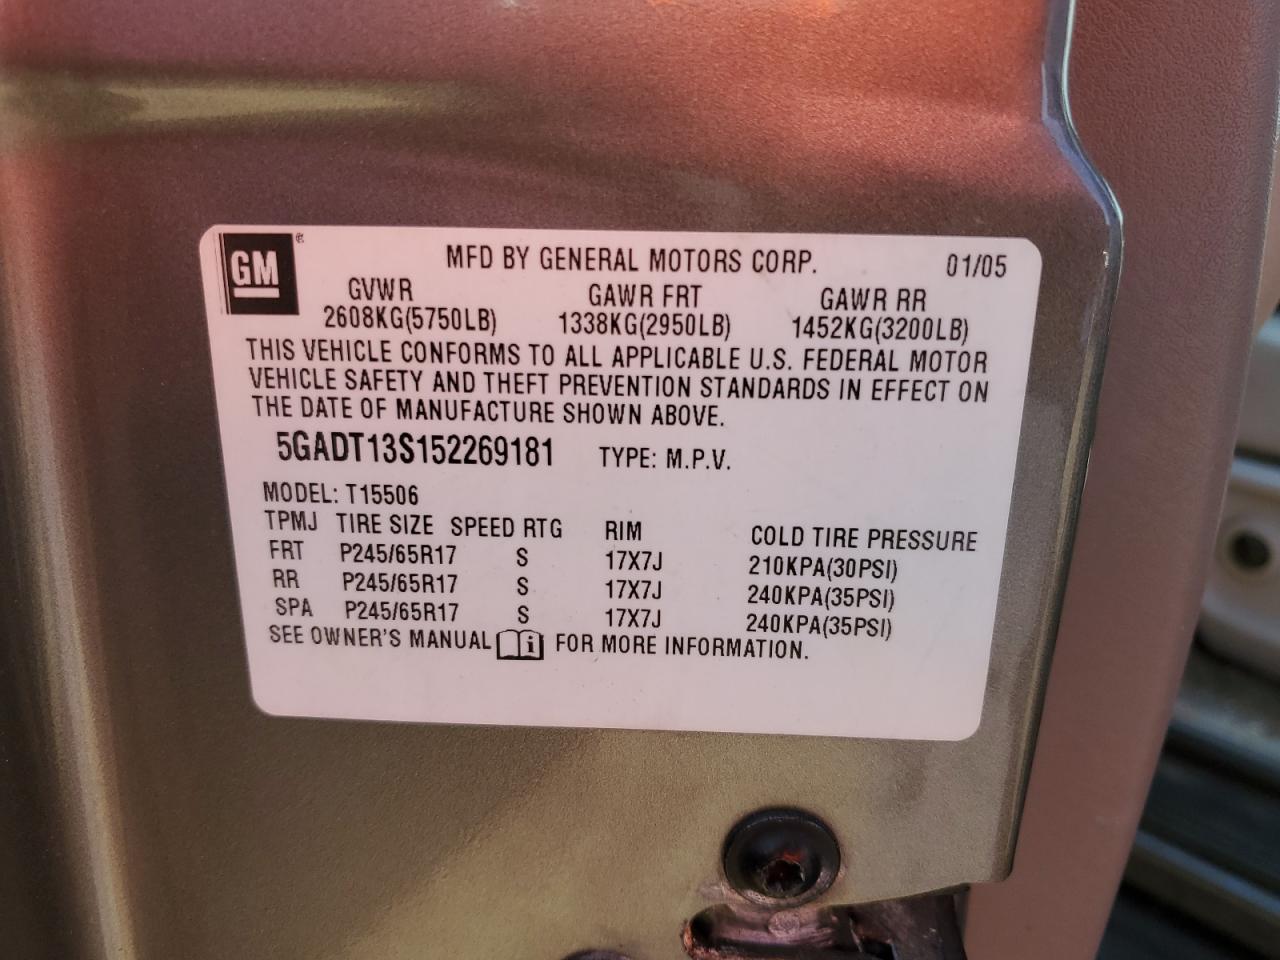 GM®
MFD BY GENERAL MOTORS CORP. 01/05
GVWR GAWR FRT GAWR RR
2608KG(5750LB) 1338KG(2950LB) 1452KG(3200LB)
THIS VEHICLE CONFORMS TO ALL APPLICABLE U.S. FEDERAL MOTOR
VEHICLE SAFETY AND THEFT PREVENTION STANDARDS IN EFFECT ON
THE DATE OF MANUFACTURE SHOWN ABOVE.
5GADT13S152269181 TYPE: M.P.V.
MODEL: T15506
TPMJ TIRE SIZE SPEED RTG RIM COLD TIRE PRESSURE
FRT P245/65R17 S 17X7J 210KPA(30PSI)
RR P245/65R17 S 17X7J 240KPA(35PSI)
SPA P245/65R17 S 17X7J 240KPA(35PSI)
SEE OWNER'S MANUAL i FOR MORE INFORMATION.